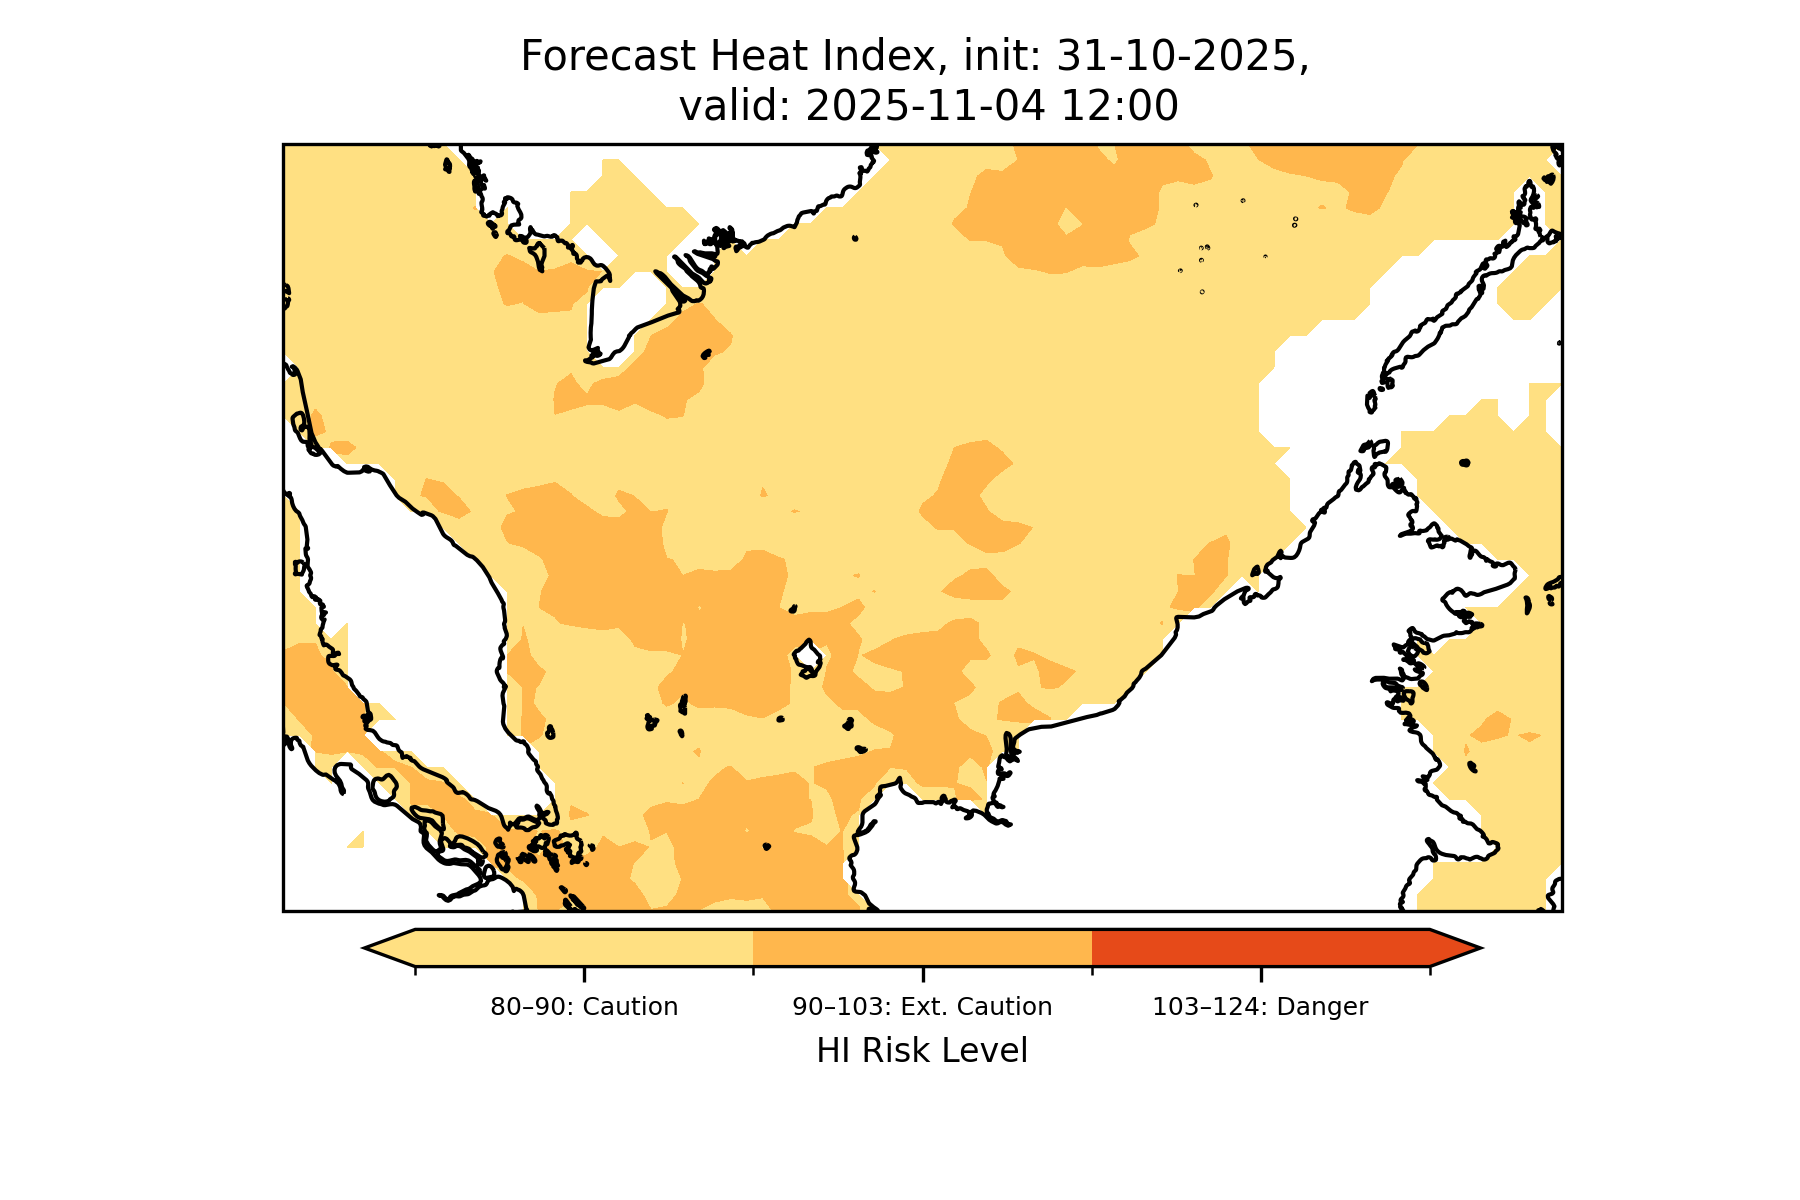 Forecast Heat Index, init: 31-10-2025,
valid: 2025-11-04 12:00
80–90: Caution
90–103: Ext. Caution
103–124: Danger
HI Risk Level